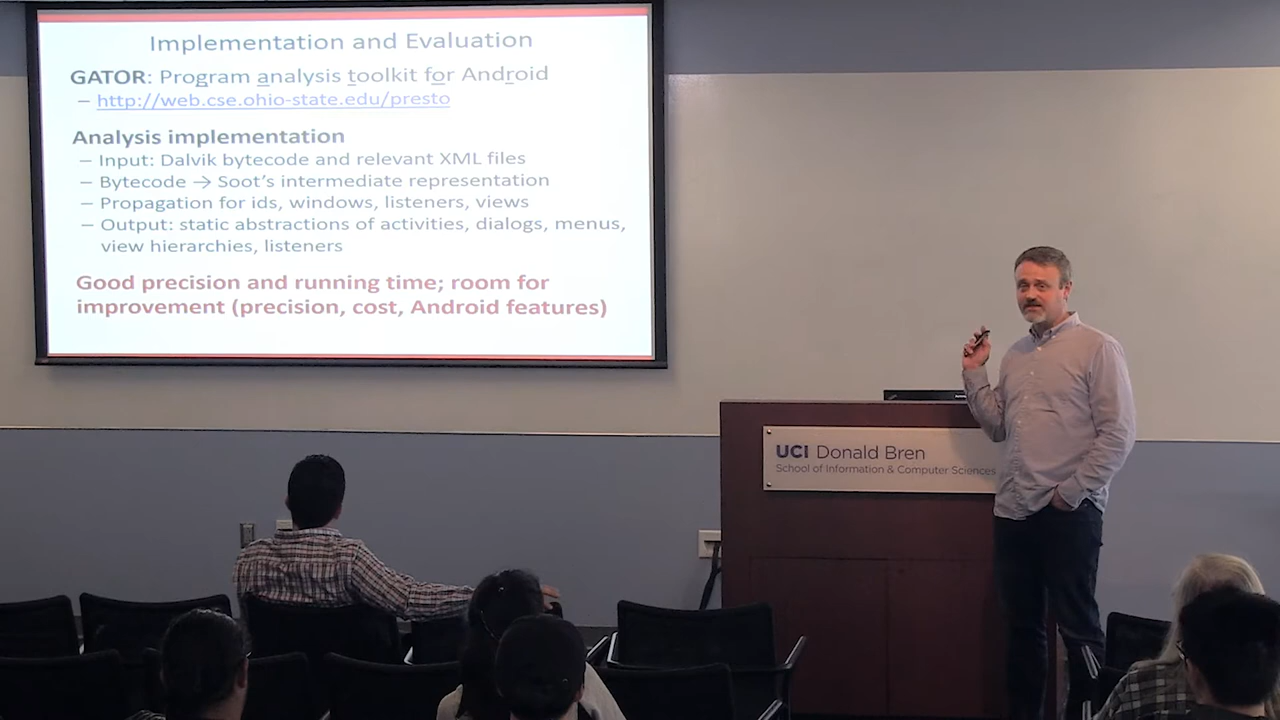 Implementation and Evaluation
GATOR: Program analysis toolkit for Android
– http://web.cse.ohio-state.edu/presto
Analysis implementation
– Input: Dalvik bytecode and relevant XML files
– Bytecode → Soot's intermediate representation
– Propagation for ids, windows, listeners, views
– Output: static abstractions of activities, dialogs, menus,
view hierarchies, listeners
Good precision and running time; room for
improvement (precision, cost, Android features)
UCI Donald Bren
School of Information & Computer Sciences